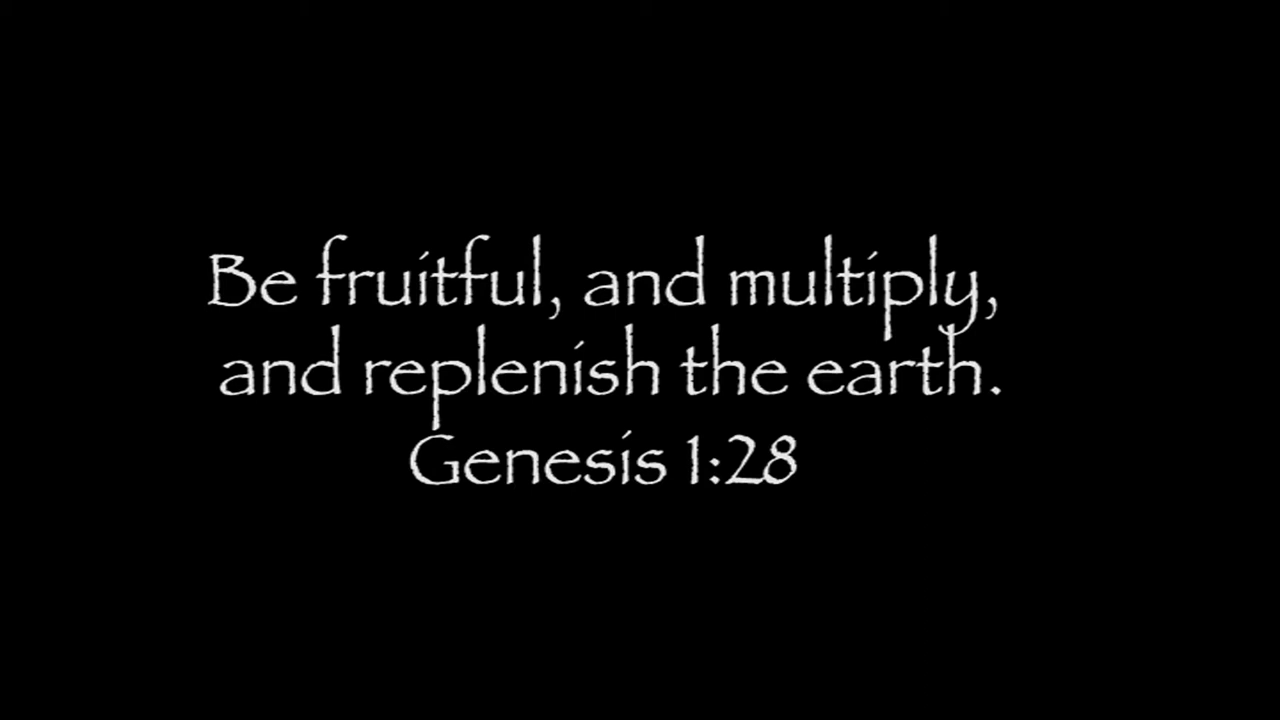 Be fruitful, and multiply,
and replenish the earth.
Genesis 1:28